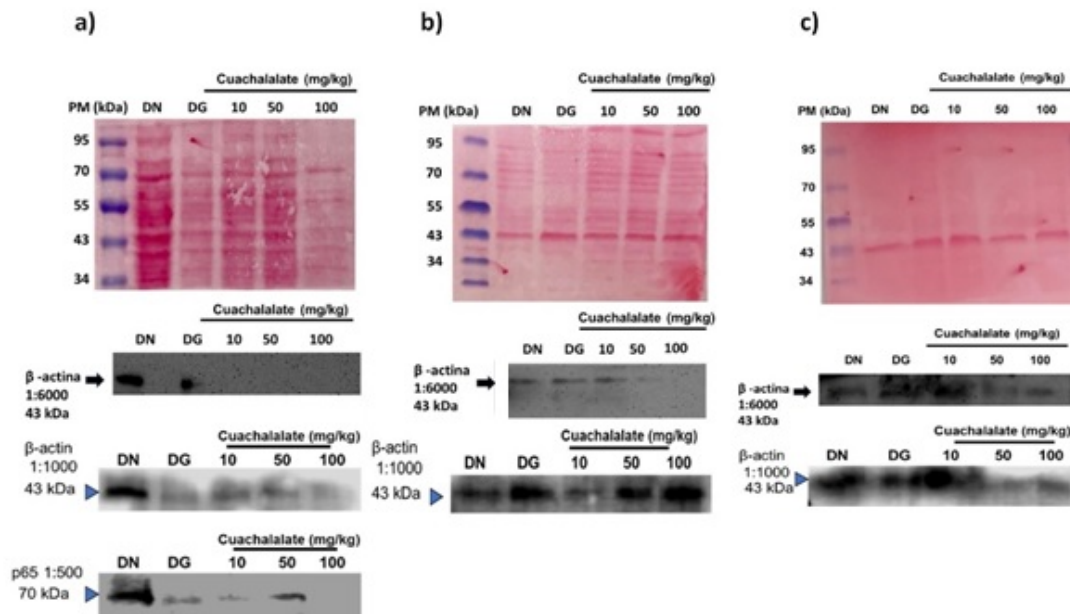 a)
Cuachalalate (mg/kg)
PM (kDa) DN DG 10 50 100
95
70
55
43
34
Cuachalalate (mg/kg)
DN DG 10 50 100
β -actina
1:6000
43 kDa
Cuachalalate (mg/kg)
β-actin
1:1000
DN DG 10 50 100
43 kDa
Cuachalalate (mg/kg)
DN DG 10 50 100
p65 1:500
70 kDa
b)
Cuachalalate (mg/kg)
PM (kDa) DN DG 10 50 100
95
70
55
43
34
Cuachalalate (mg/kg)
DN DG 10 50 100
β -actina
1:6000
43 kDa
Cuachalalate (mg/kg)
β-actin
1:1000
DN DG 10 50 100
43 kDa
c)
Cuachalalate (mg/kg)
PM (kDa) DN DG 10 50 100
95
70
55
43
34
Cuachalalate (mg/kg)
DN DG 10 50 100
β -actina
1:6000
43 kDa
Cuachalalate (mg/kg)
β-actin
1:1000
DN DG 10 50 100
43 kDa